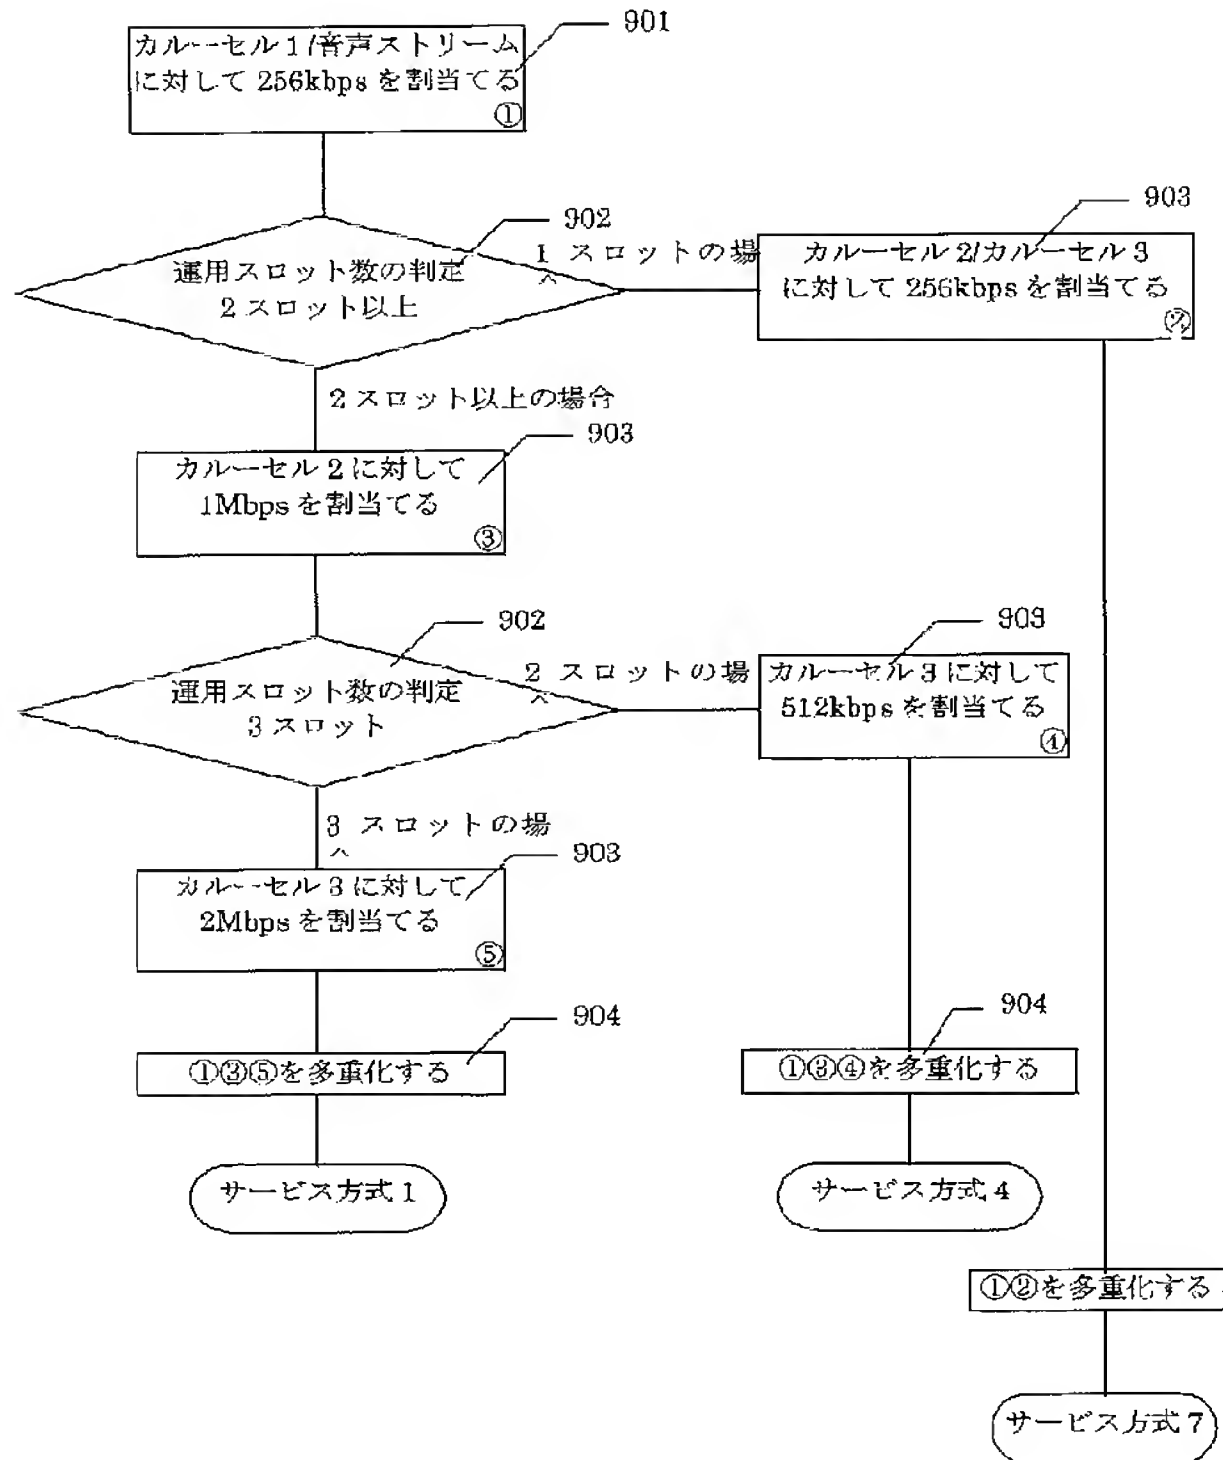 901
カルーセル1/音声ストリーム
に対して256kbpsを割当てる
①
902
運用スロット数の判定
2スロット以上
1 スロットの場
903
カルーセル2/カルーセル3
に対して256kbpsを割当てる
②
2スロット以上の場合
903
カルーセル2に対して
1Mbpsを割当てる
③
902
運用スロット数の判定
3スロット
2 スロットの場
903
カルーセル3に対して
512kbpsを割当てる
④
3 スロットの場
903
カルーセル3に対して
2Mbpsを割当てる
⑤
904
①③⑤を多重化する
904
①③④を多重化する
サービス方式1
サービス方式4
①②を多重化する
サービス方式7